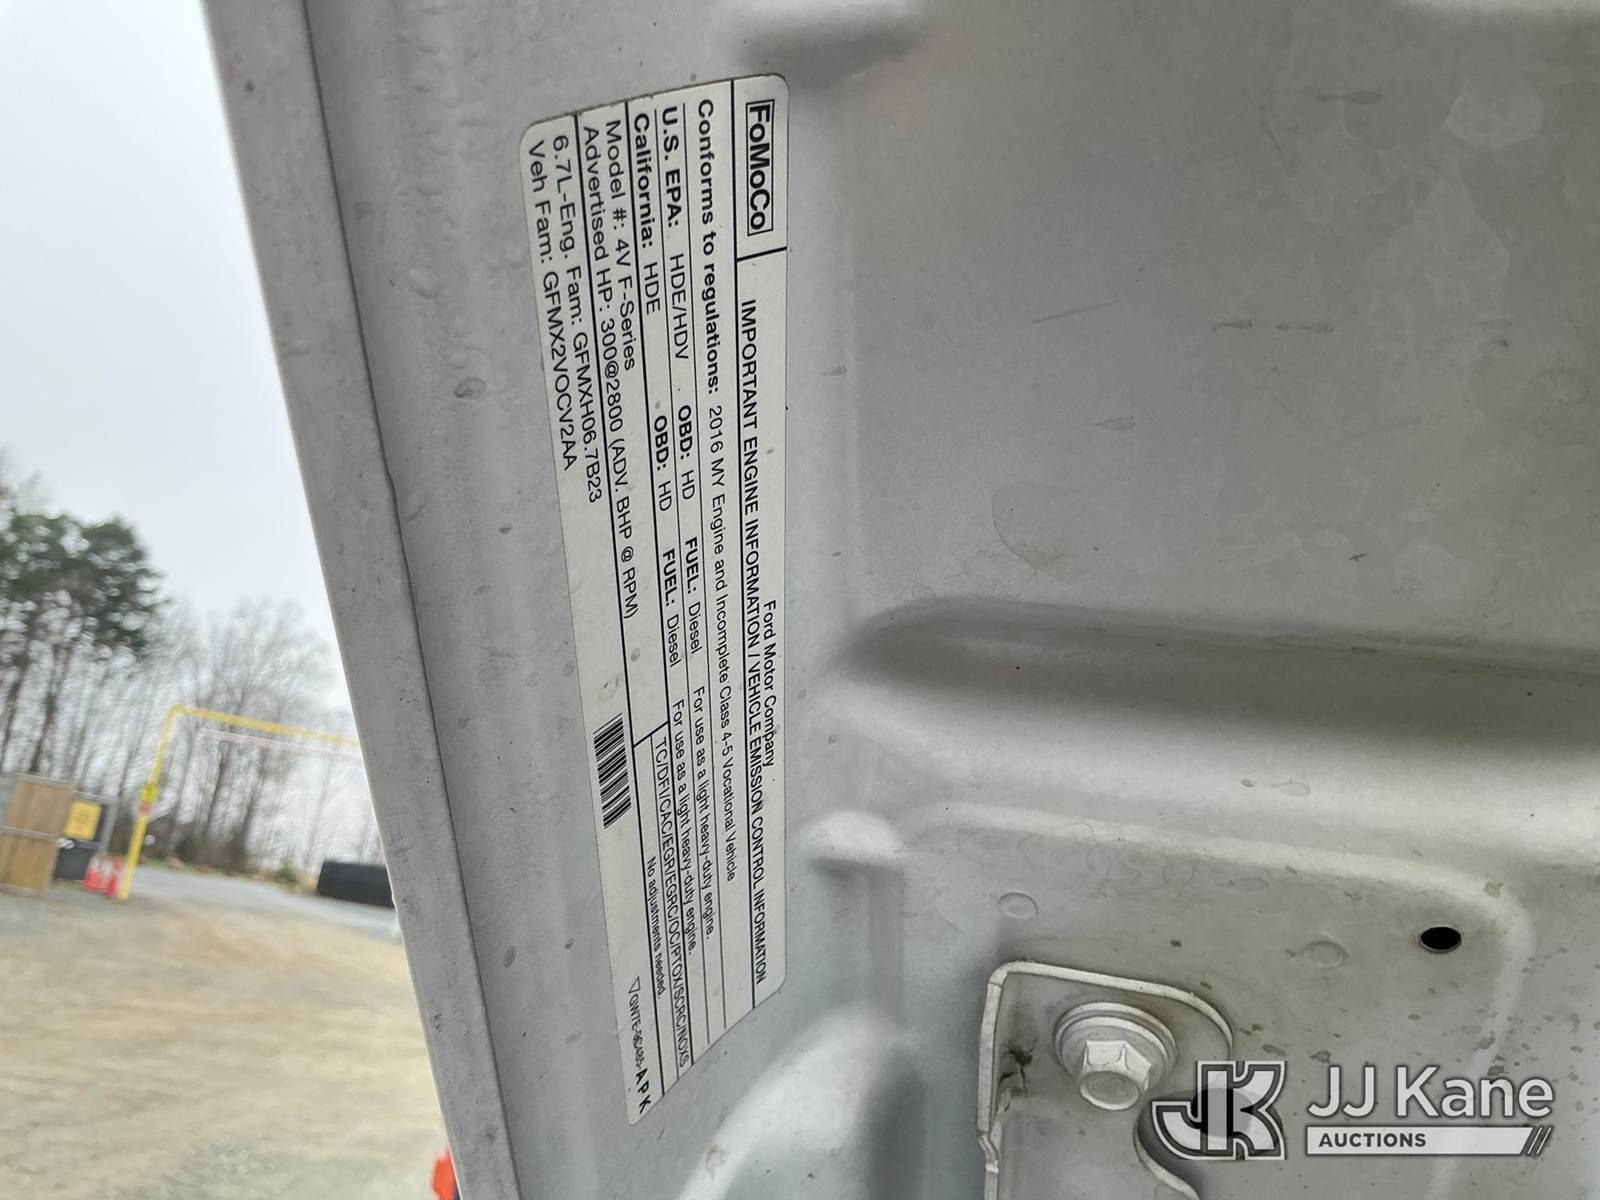 FoMoCo
Ford Motor Company
IMPORTANT ENGINE INFORMATION / VEHICLE EMISSION CONTROL INFORMATION
Conforms to regulations: 2016 MY Engine and Incomplete Class 4-5 Vocational Vehicle
U.S. EPA: HDE/HDV OBD: HD FUEL: Diesel For use as a light heavy-duty engine.
California: HDE OBD: HD FUEL: Diesel For use as a light heavy-duty engine.
Model #: 4V F-Series TC/DFI/CAC/EGR/EGRC/OC/PTOX/SCRC/NOXS
Advertised HP: 300@2800 (ADV. BHP @ RPM) No adjustments needed.
6.7L-Eng. Fam: GFMXH06.7B23
Veh Fam: GFMX2VOCV2AA
GW7E-9C485-APK
JJ Kane
AUCTIONS